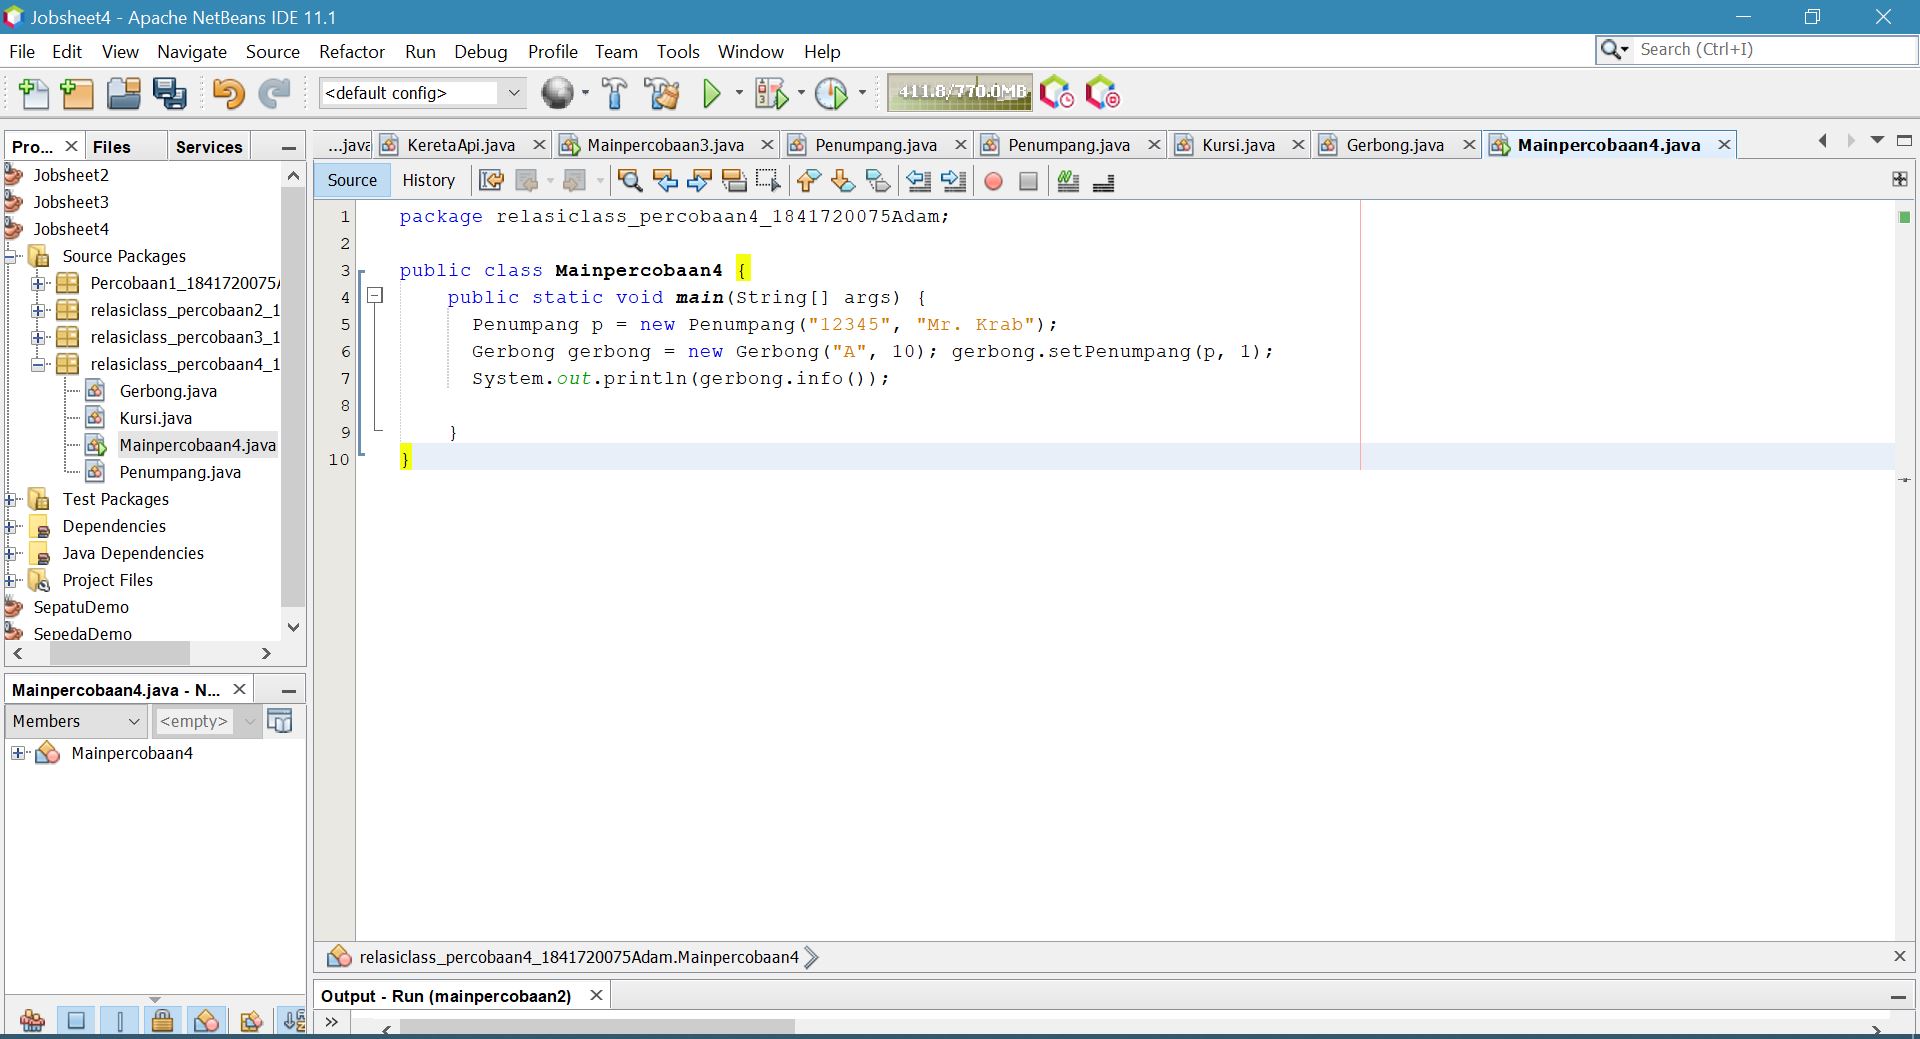 Jobsheet4 - Apache NetBeans IDE 11.1
File Edit View Navigate Source Refactor Run Debug Profile Team Tools Window Help
Search (Ctrl+I)
<default config>
411.8/770.0MB
Pro...
Files
Services
Jobsheet2
Jobsheet3
Jobsheet4
Source Packages
Percobaan1_1841720075
relasiclass_percobaan2_1
relasiclass_percobaan3_1
relasiclass_percobaan4_1
Gerbong.java
Kursi.java
Mainpercobaan4.java
Penumpang.java
Test Packages
Dependencies
Java Dependencies
Project Files
SepatuDemo
SepedaDemo
Mainpercobaan4.java - N...
Members
<empty>
Mainpercobaan4
...java KeretaApi.java Mainpercobaan3.java Penumpang.java Penumpang.java Kursi.java Gerbong.java Mainpercobaan4.java
Source History
1 package relasiclass_percobaan4_1841720075Adam;
2
3 public class Mainpercobaan4 {
4 public static void main(String[] args) {
5 Penumpang p = new Penumpang("12345", "Mr. Krab");
6 Gerbong gerbong = new Gerbong("A", 10); gerbong.setPenumpang(p, 1);
7 System.out.println(gerbong.info());
8
9 }
10 }
relasiclass_percobaan4_1841720075Adam.Mainpercobaan4
Output - Run (mainpercobaan2)